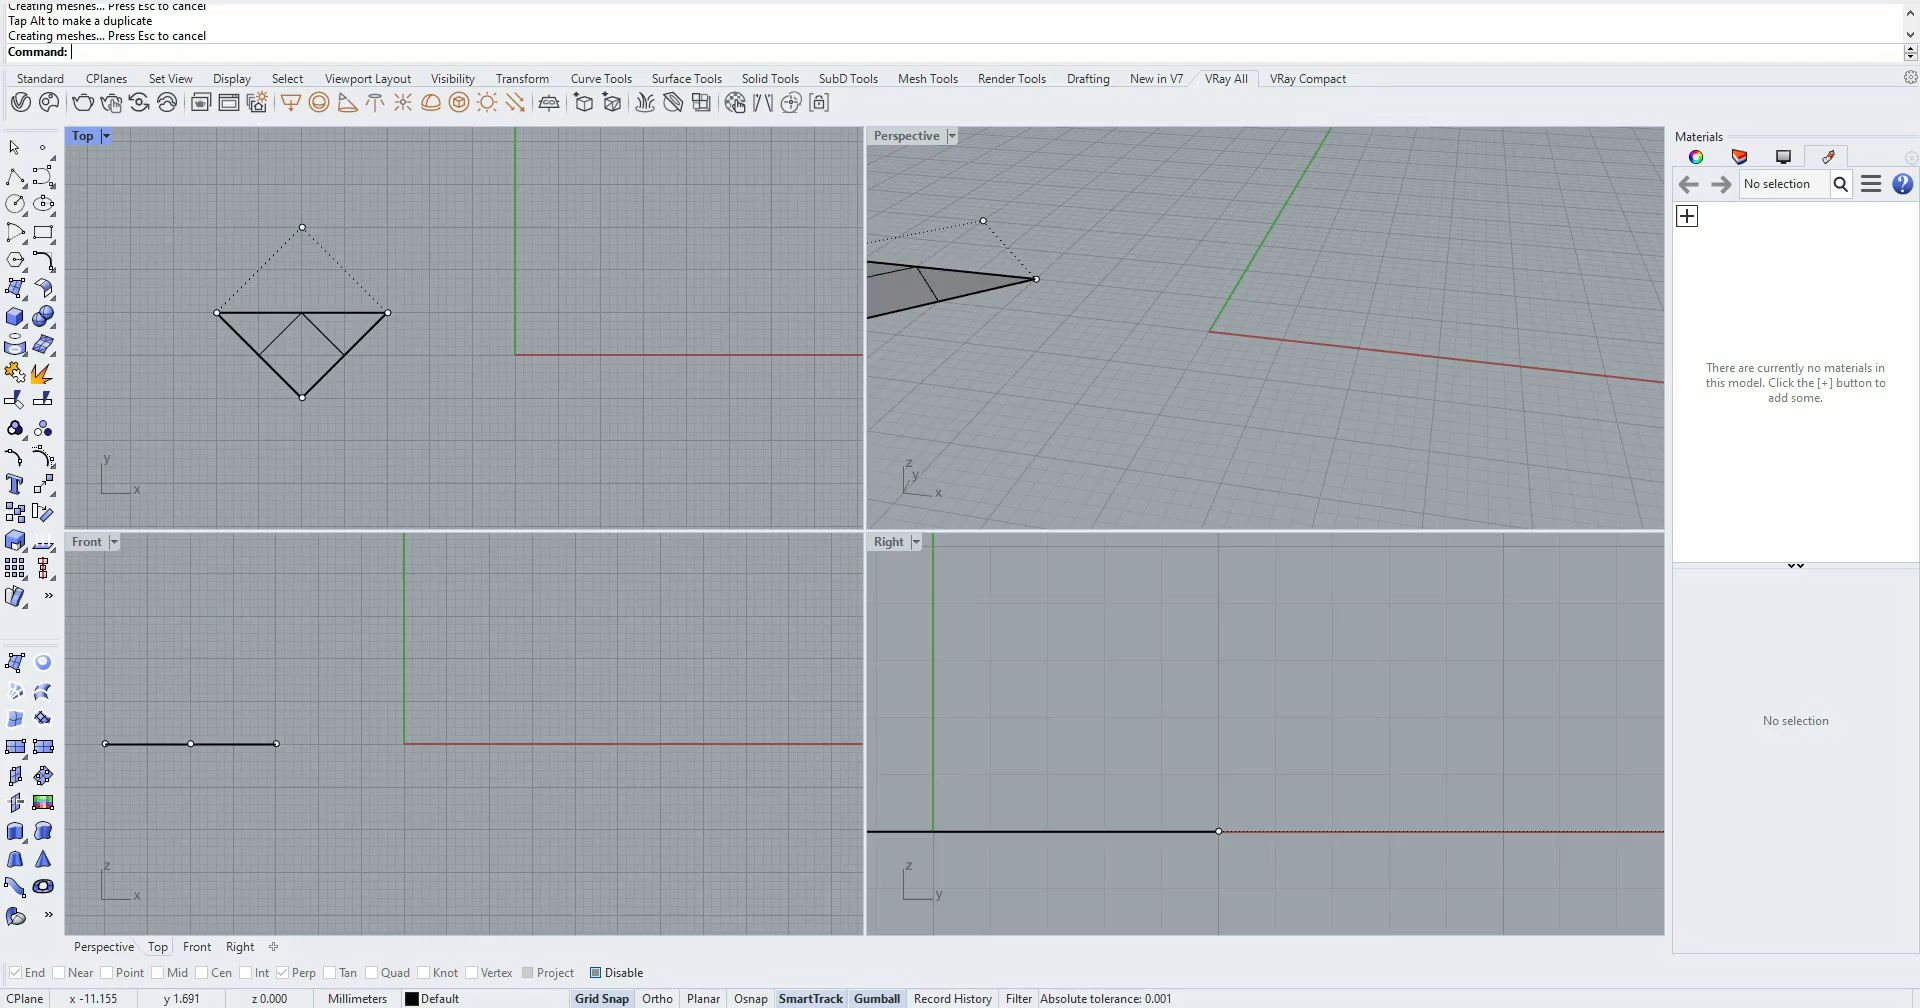 Creating meshes... Press Esc to cancel
Tap Alt to make a duplicate
Creating meshes... Press Esc to cancel
Command:
Standard CPlanes Set View Display Select Viewport Layout Visibility Transform Curve Tools Surface Tools Solid Tools SubD Tools Mesh Tools Render Tools Drafting New in V7 VRay All VRay Compact
Top
Perspective
Materials
No selection
There are currently no materials in
this model. Click the [+] button to
add some.
y
x
z
y
x
Front
Right
No selection
z
x
z
y
Perspective Top Front Right
End Near Point Mid Cen Int Perp Tan Quad Knot Vertex Project Disable
CPlane x -11.155 y 1.691 z 0.000 Millimeters Default Grid Snap Ortho Planar Osnap SmartTrack Gumball Record History Filter Absolute tolerance: 0.001